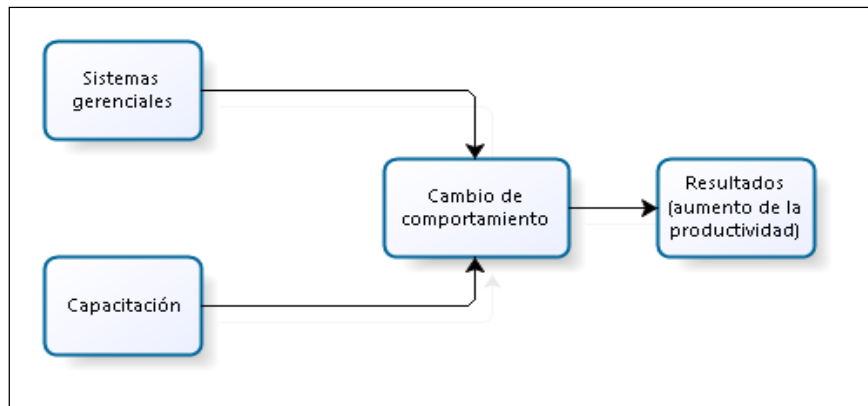 Sistemas
gerenciales
Cambio de
comportamiento
Resultados
(aumento de la
productividad)
Capacitación